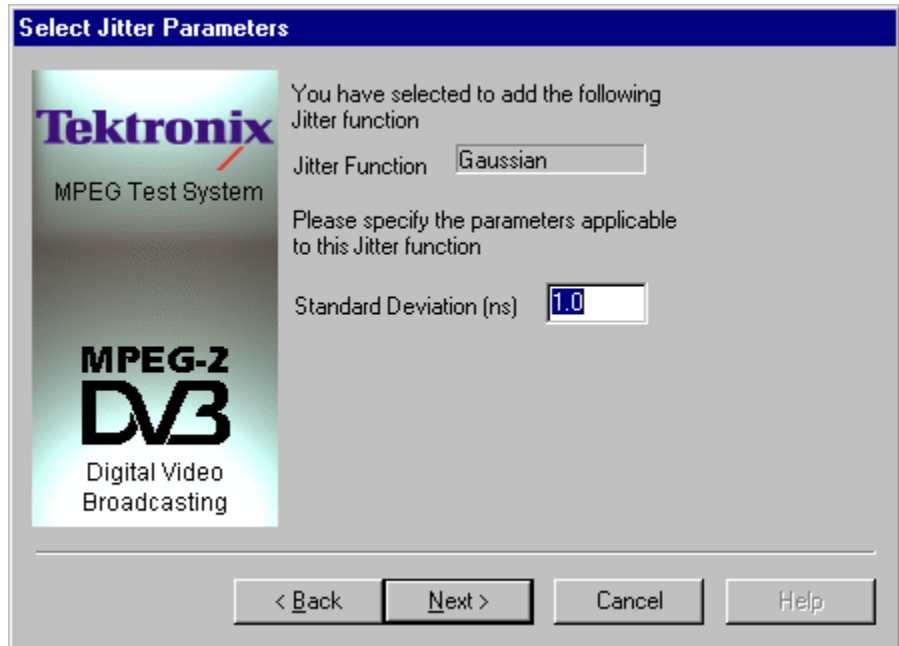 Select Jitter Parameters
Tektronix
MPEG Test System
MPEG-2
DVB
Digital Video
Broadcasting
You have selected to add the following
Jitter function
Jitter Function Gaussian
Please specify the parameters applicable
to this Jitter function
Standard Deviation (ns) 1.0
< Back Next > Cancel Help